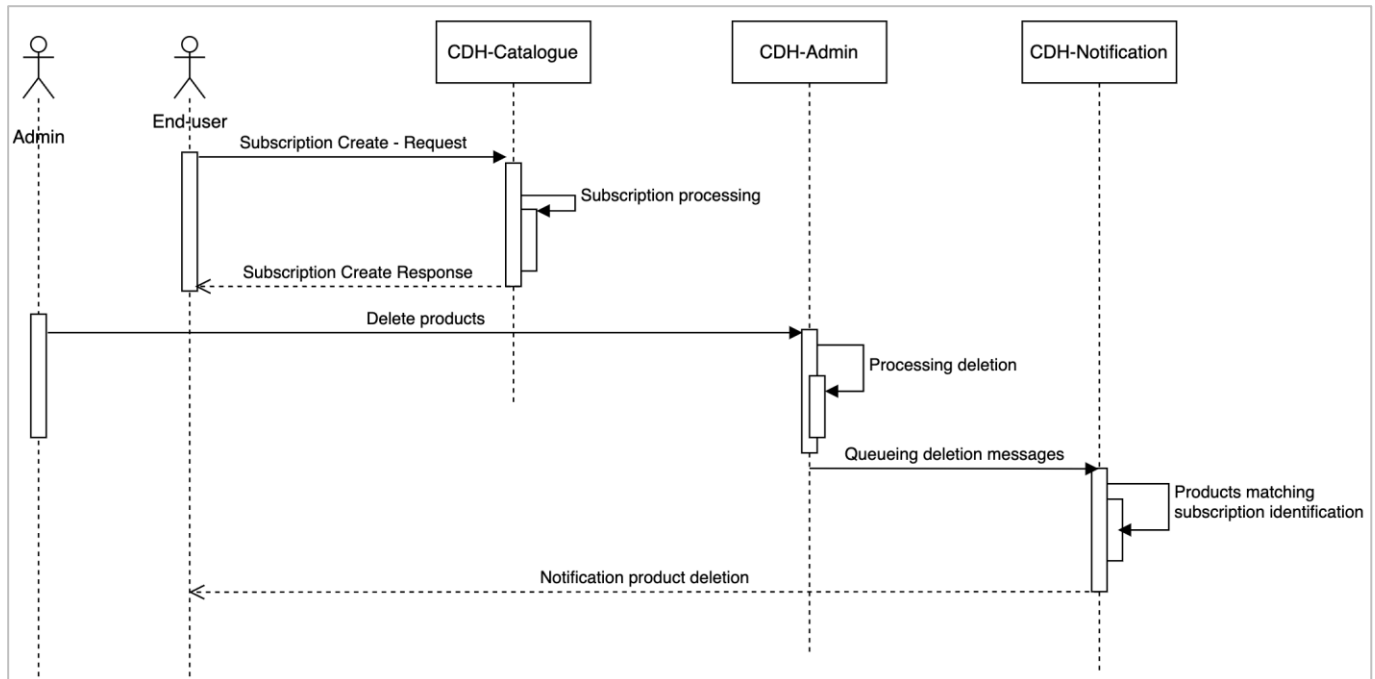 CDH-Catalogue
CDH-Admin
CDH-Notification
Admin
End-user
Subscription Create - Request
Subscription processing
Subscription Create Response
Delete products
Processing deletion
Queueing deletion messages
Products matching
subscription identification
Notification product deletion